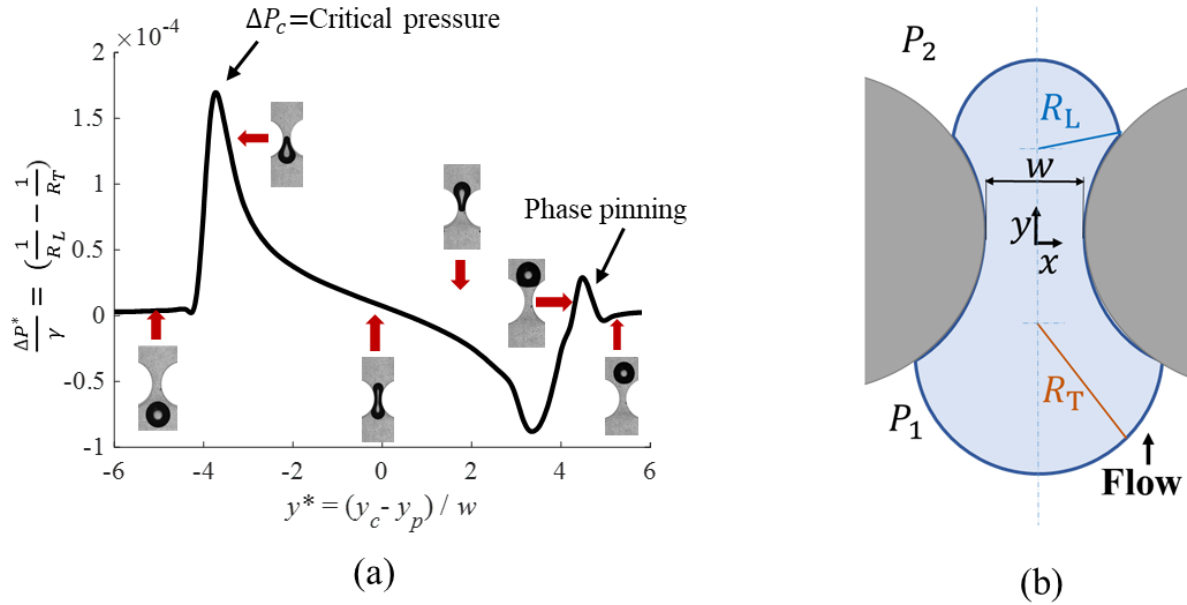 ΔP_c=Critical pressure
×10^-4
2
1.5
1
0.5
0
-0.5
-1
ΔP*/γ = (1/R_L − 1/R_T)
Phase pinning
-6 -4 -2 0 2 4 6
y* = (y_c - y_p) / w
(a)
P_2
R_L
w
y
x
R_T
P_1
Flow
(b)